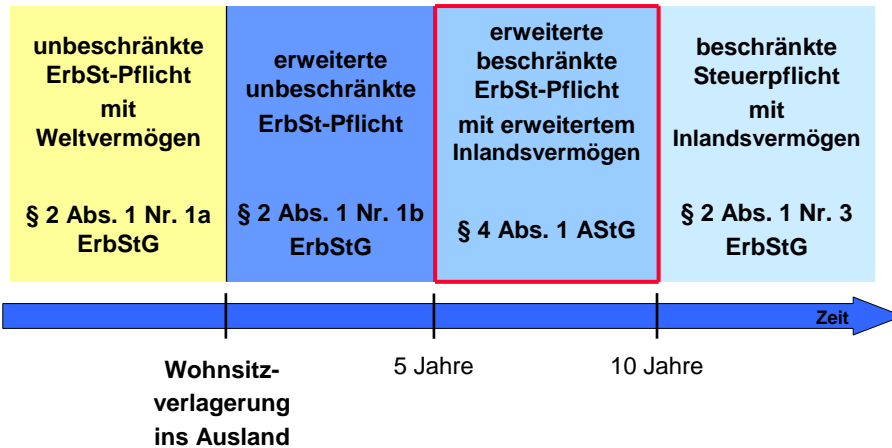 unbeschränkte
ErbSt-Pflicht
mit
Weltvermögen
§ 2 Abs. 1 Nr. 1a
ErbStG
erweiterte
unbeschränkte
ErbSt-Pflicht
§ 2 Abs. 1 Nr. 1b
ErbStG
erweiterte
beschränkte
ErbSt-Pflicht
mit erweitertem
Inlandsvermögen
§ 4 Abs. 1 AStG
beschränkte
Steuerpflicht
mit
Inlandsvermögen
§ 2 Abs. 1 Nr. 3
ErbStG
Zeit
Wohnsitz-
verlagerung
ins Ausland
5 Jahre
10 Jahre